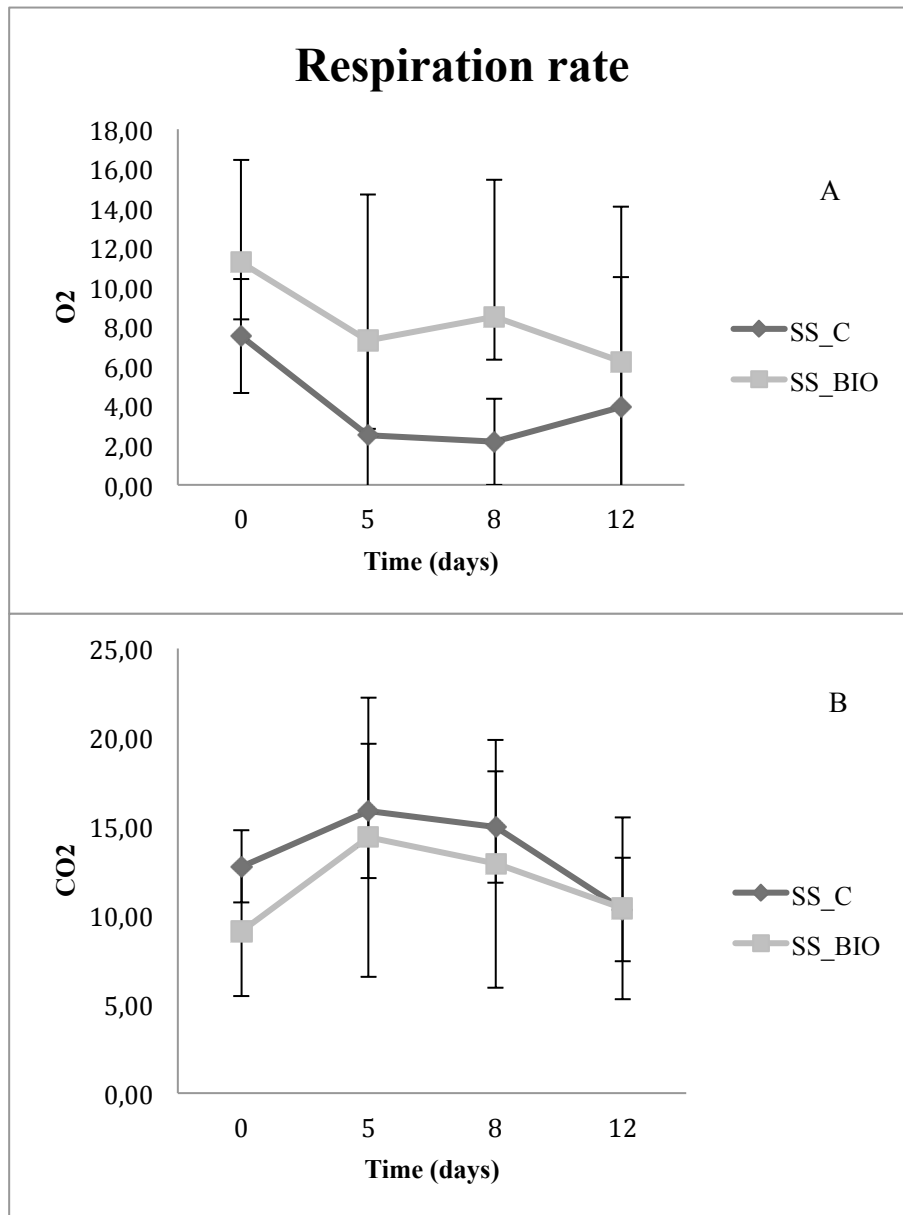 Respiration rate
18,00
16,00
14,00
12,00
10,00
8,00
6,00
4,00
2,00
0,00
O2
A
SS_C
SS_BIO
0 5 8 12
Time (days)
25,00
20,00
15,00
10,00
5,00
0,00
CO2
B
SS_C
SS_BIO
0 5 8 12
Time (days)